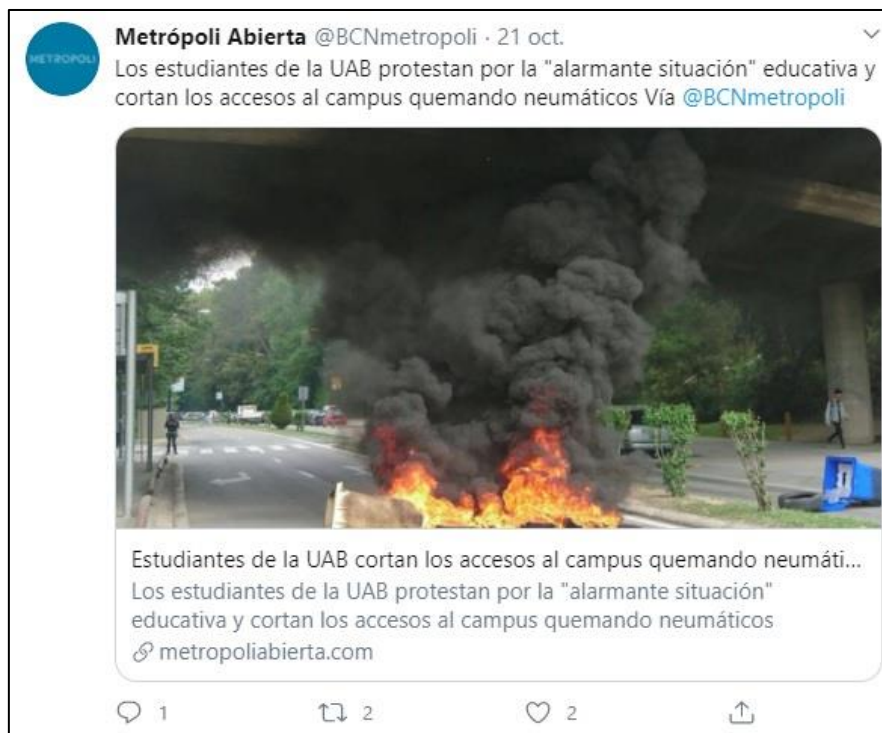 METROPOLI
Metrópoli Abierta @BCNmetropoli · 21 oct.
Los estudiantes de la UAB protestan por la "alarmante situación" educativa y
cortan los accesos al campus quemando neumáticos Vía @BCNmetropoli
Estudiantes de la UAB cortan los accesos al campus quemando neumáti...
Los estudiantes de la UAB protestan por la "alarmante situación"
educativa y cortan los accesos al campus quemando neumáticos
metropoliabierta.com
1 2 2